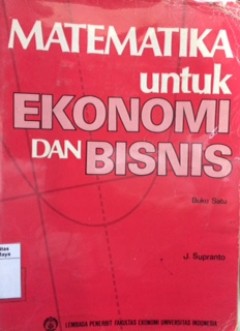 MATEMATIKA
untuk
EKONOMI
DAN BISNIS
Buku Satu
J. Supranto
LEMBAGA PENERBIT FAKULTAS EKONOMI UNIVERSITAS INDONESIA